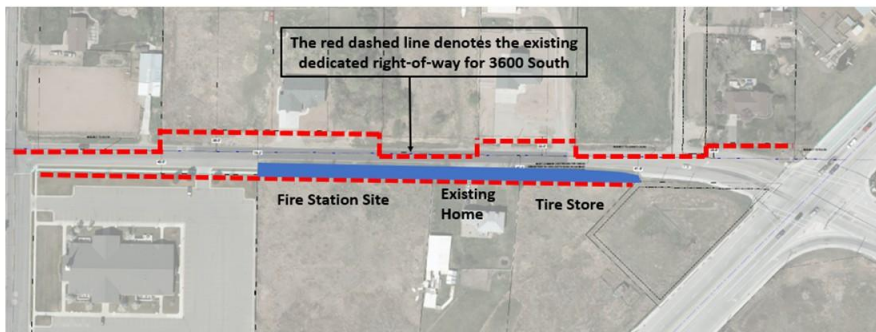 The red dashed line denotes the existing
dedicated right-of-way for 3600 South
Fire Station Site
Existing
Home
Tire Store